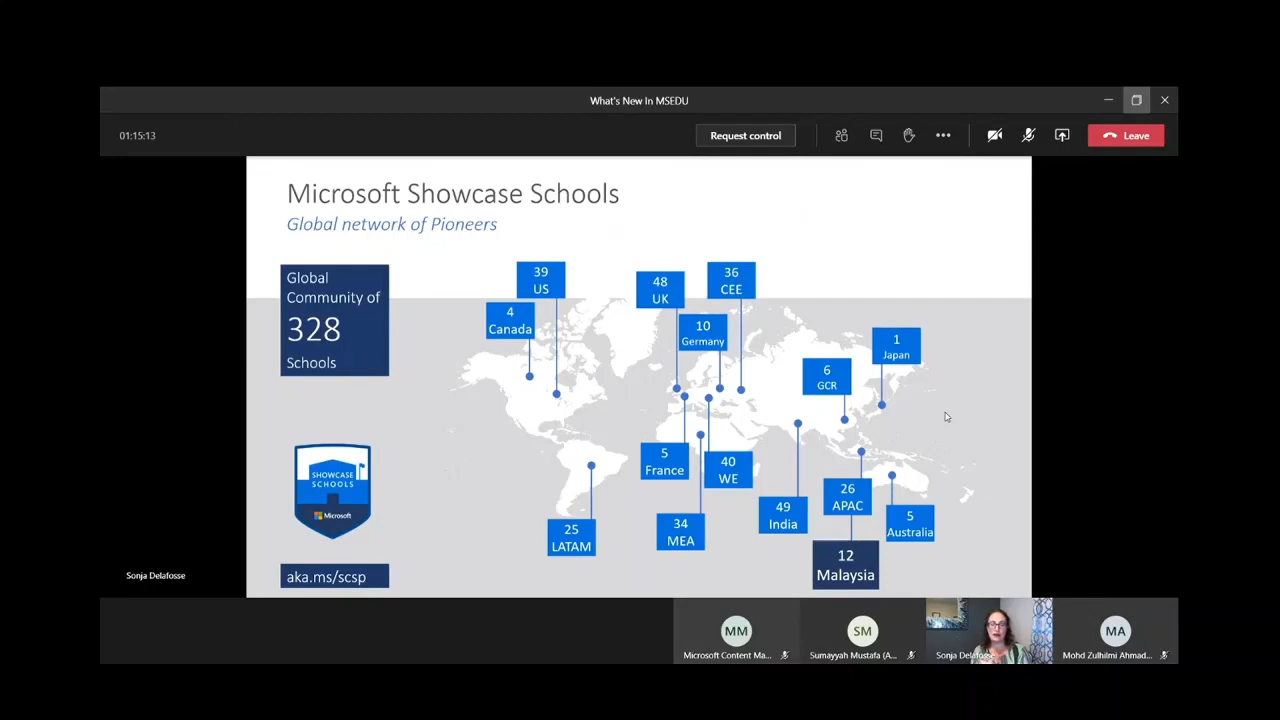 What's New In MSEDU
01:15:13
Request control
Leave
Microsoft Showcase Schools
Global network of Pioneers
Global
Community of
328
Schools
39
US
48
UK
36
CEE
4
Canada
10
Germany
1
Japan
6
GCR
5
France
40
WE
26
APAC
49
India
5
Australia
25
LATAM
34
MEA
12
Malaysia
SHOWCASE
SCHOOLS
Microsoft
aka.ms/scsp
Sonja Delafosse
MM
SM
MA
Microsoft Content Ma...
Sumayyah Mustafa (A...
Sonja Delafosse
Mohd Zulhilmi Ahmad...